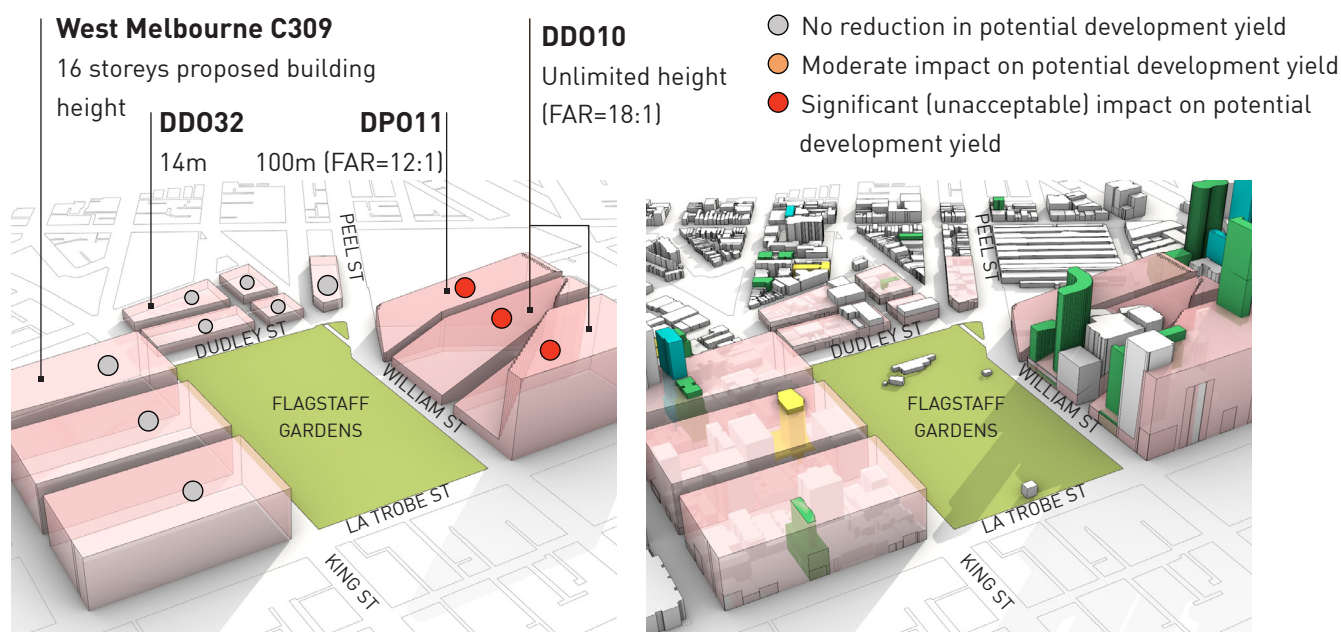 West Melbourne C309
16 storeys proposed building
height
DDO32
14m
DPO11
100m (FAR=12:1)
DDO10
Unlimited height
(FAR=18:1)
No reduction in potential development yield
Moderate impact on potential development yield
Significant (unacceptable) impact on potential
development yield
PEEL ST
DUDLEY ST
WILLIAM ST
FLAGSTAFF
GARDENS
LA TROBE ST
KING ST
PEEL ST
DUDLEY ST
WILLIAM ST
FLAGSTAFF
GARDENS
LA TROBE ST
KING ST